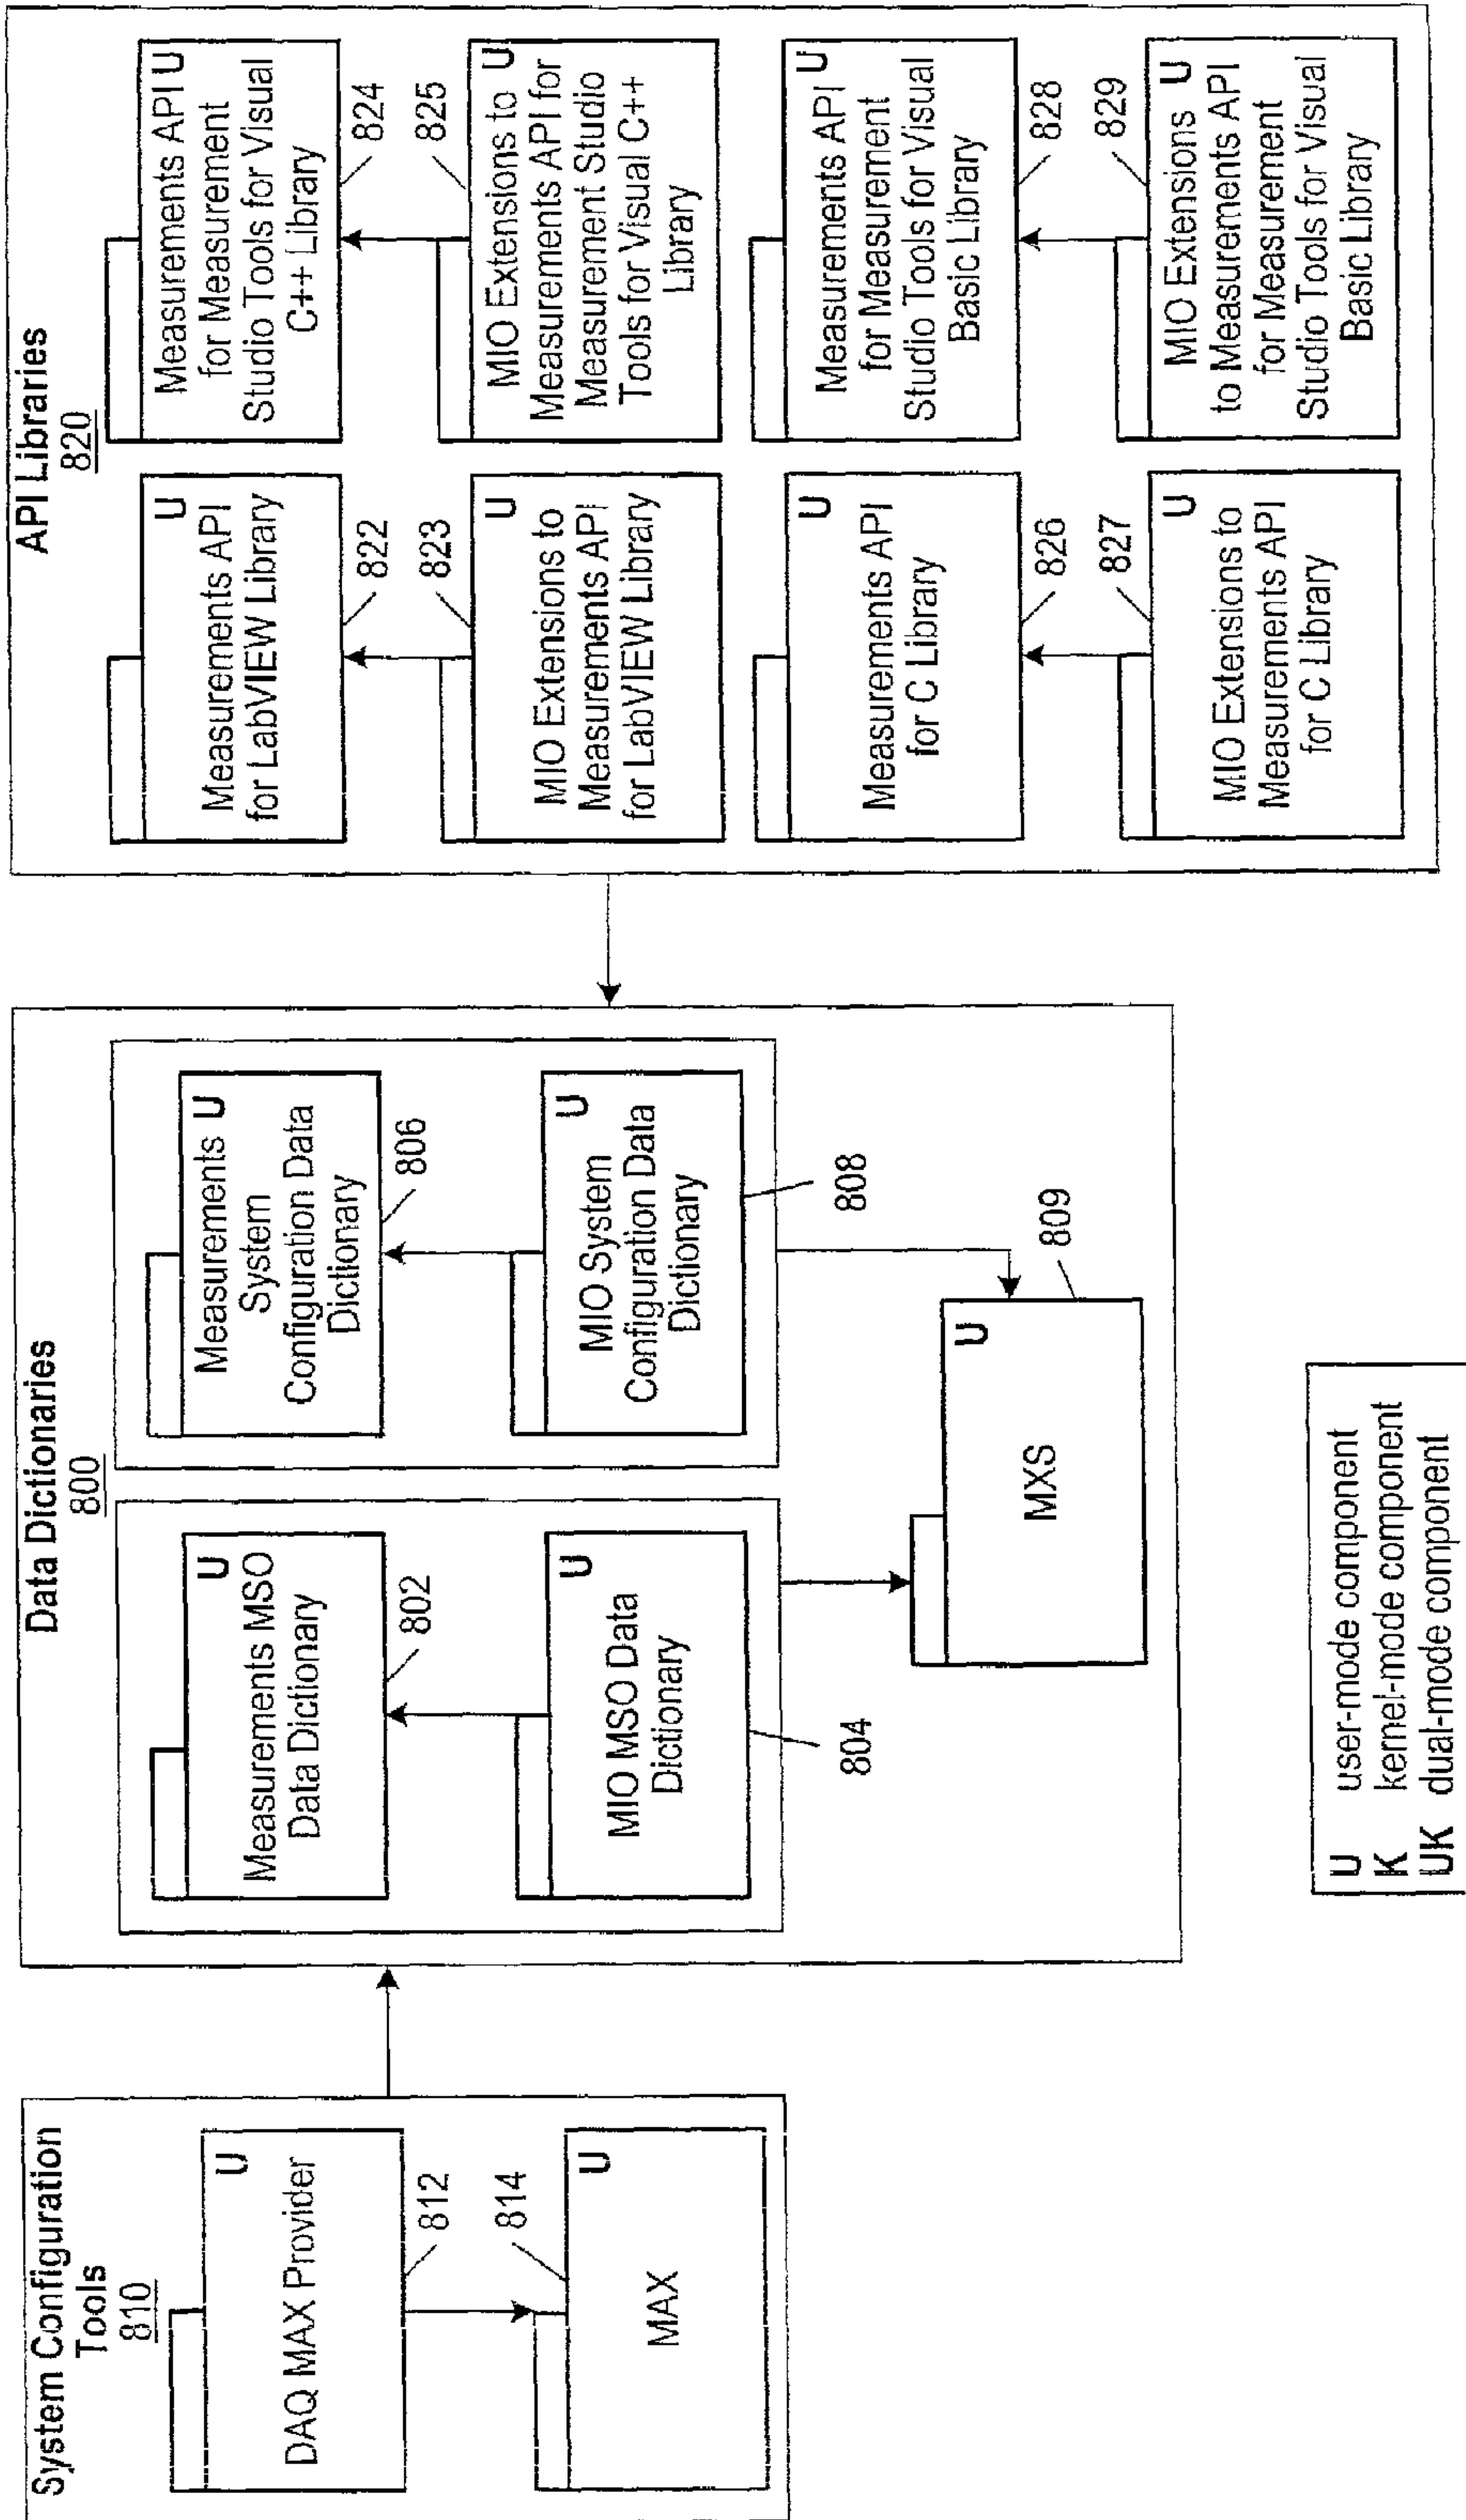 System Configuration
Tools
810
U
DAQ MAX Provider
812
814
U
MAX
Data Dictionaries
800
U
Measurements MSO
Data Dictionary
802
U
MIO MSO Data
Dictionary
804
Measurements U
System
Configuration Data
Dictionary
806
U
MIO System
Configuration Data
Dictionary
808
809
U
MXS
U user-mode component
K kernel-mode component
UK dual-mode component
API Libraries
820
U
Measurements API
for LabVIEW Library
822
823
U
MIO Extensions to
Measurements API
for LabVIEW Library
Measurements API U
for Measurement
Studio Tools for Visual
C++ Library
824
825
U
MIO Extensions to
Measurements API for
Measurement Studio
Tools for Visual C++
Library
U
Measurements API
for C Library
826
827
U
MIO Extensions to
Measurements API
for C Library
U
Measurements API
for Measurement
Studio Tools for Visual
Basic Library
828
829
MIO Extensions U
to Measurements API
for Measurement
Studio Tools for Visual
Basic Library